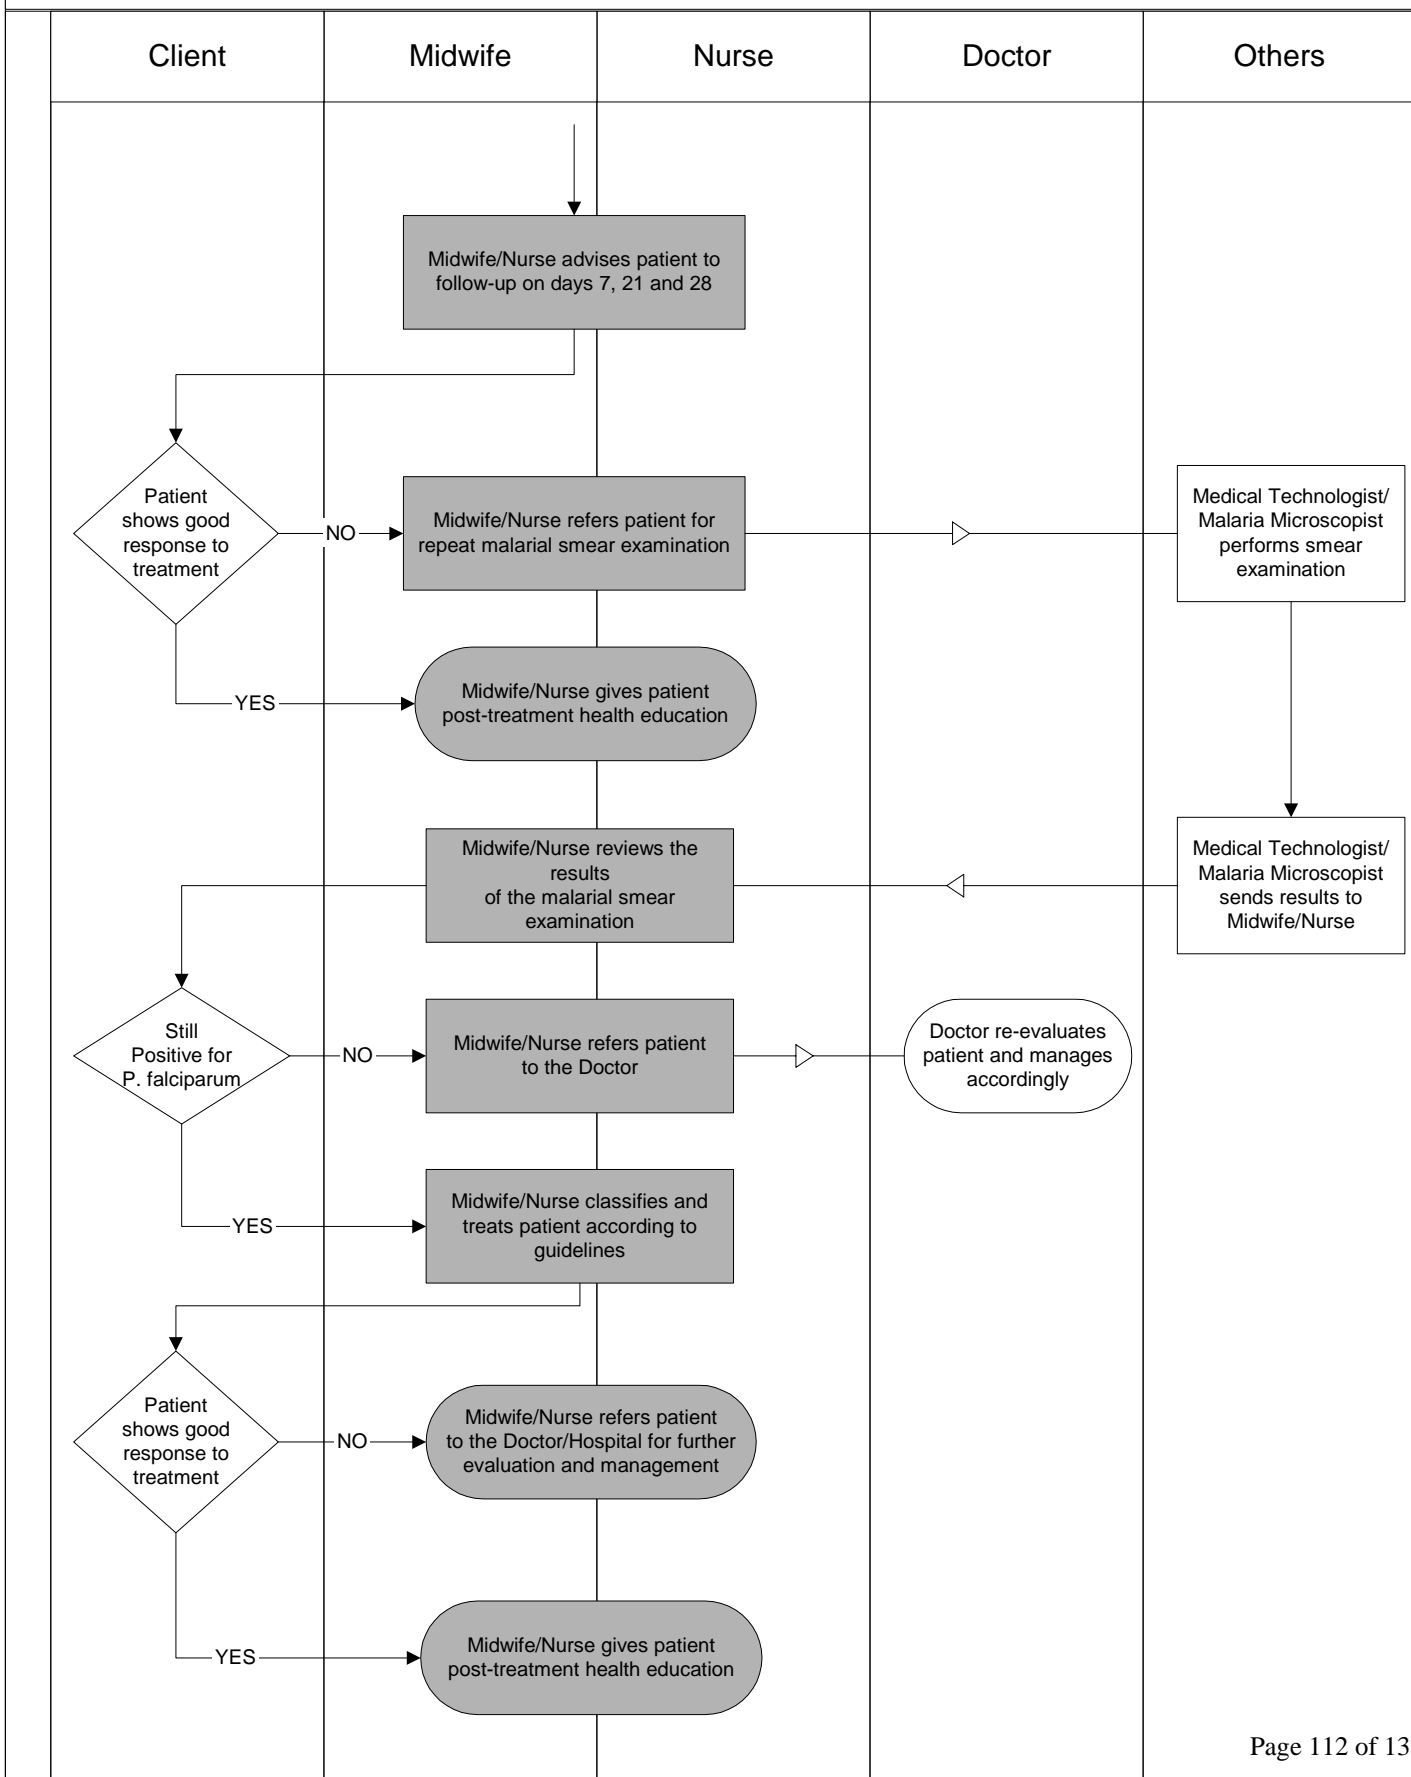 Client
Midwife
Nurse
Doctor
Others
Midwife/Nurse advises patient to
follow-up on days 7, 21 and 28
Patient
shows good
response to
treatment
NO
Midwife/Nurse refers patient for
repeat malarial smear examination
Medical Technologist/
Malaria Microscopist
performs smear
examination
YES
Midwife/Nurse gives patient
post-treatment health education
Midwife/Nurse reviews the
results
of the malarial smear
examination
Medical Technologist/
Malaria Microscopist
sends results to
Midwife/Nurse
Still
Positive for
P. falciparum
NO
Midwife/Nurse refers patient
to the Doctor
Doctor re-evaluates
patient and manages
accordingly
YES
Midwife/Nurse classifies and
treats patient according to
guidelines
Patient
shows good
response to
treatment
NO
Midwife/Nurse refers patient
to the Doctor/Hospital for further
evaluation and management
YES
Midwife/Nurse gives patient
post-treatment health education
Page 112 of 13